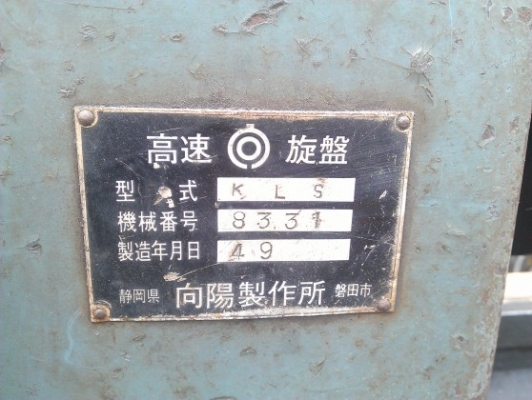 高速 旋盤
型式 KLS
機械番号 8331
製造年月日 49
静岡県 向陽製作所 磐田市